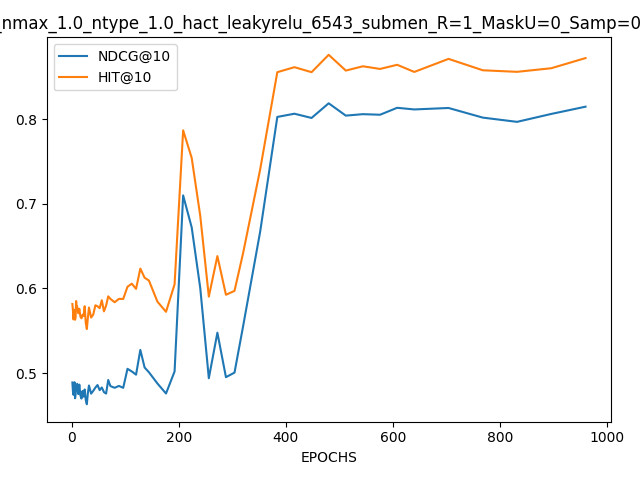 _nmax_1.0_ntype_1.0_hact_leakyrelu_6543_submen_R=1_MaskU=0_Samp=0
NDCG@10
HIT@10
0.8
0.7
0.6
0.5
0 200 400 600 800 1000
EPOCHS